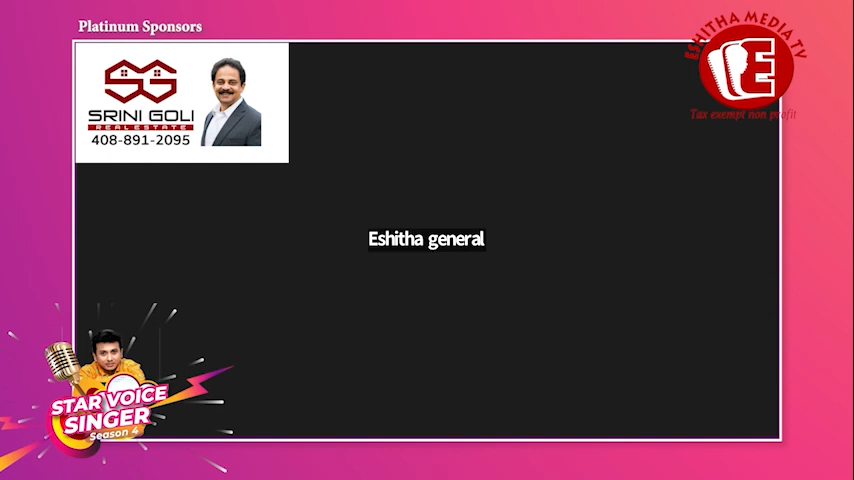 Platinum Sponsors
ESHITHA MEDIA TV
E
Tax exempt non profit
SG
SRINI GOLI
REAL ESTATE
408-891-2095
Eshitha general
STAR VOICE
SINGER
Season 4